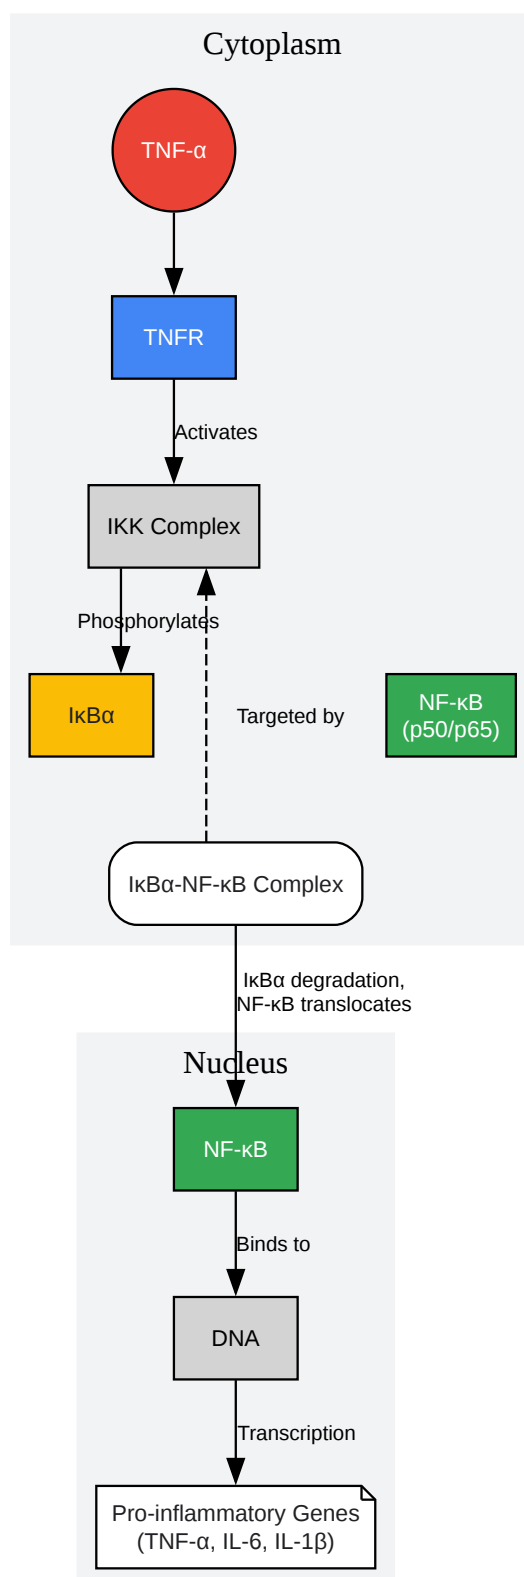 Cytoplasm
TNF-α
TNFR
Activates
IKK Complex
Phosphorylates
IκBα
Targeted by
NF-κB
(p50/p65)
IκBα-NF-κB Complex
IκBα degradation,
NF-κB translocates
Nucleus
NF-κB
Binds to
DNA
Transcription
Pro-inflammatory Genes
(TNF-α, IL-6, IL-1β)